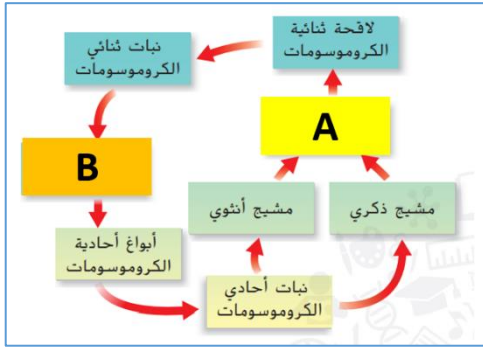 لاقحة ثنائية
الكروموسومات
نبات ثنائي
الكروموسومات
A
B
مشيج ذكري
مشيج أنثوي
أبواغ أحادية
الكروموسومات
نبات أحادي
الكروموسومات